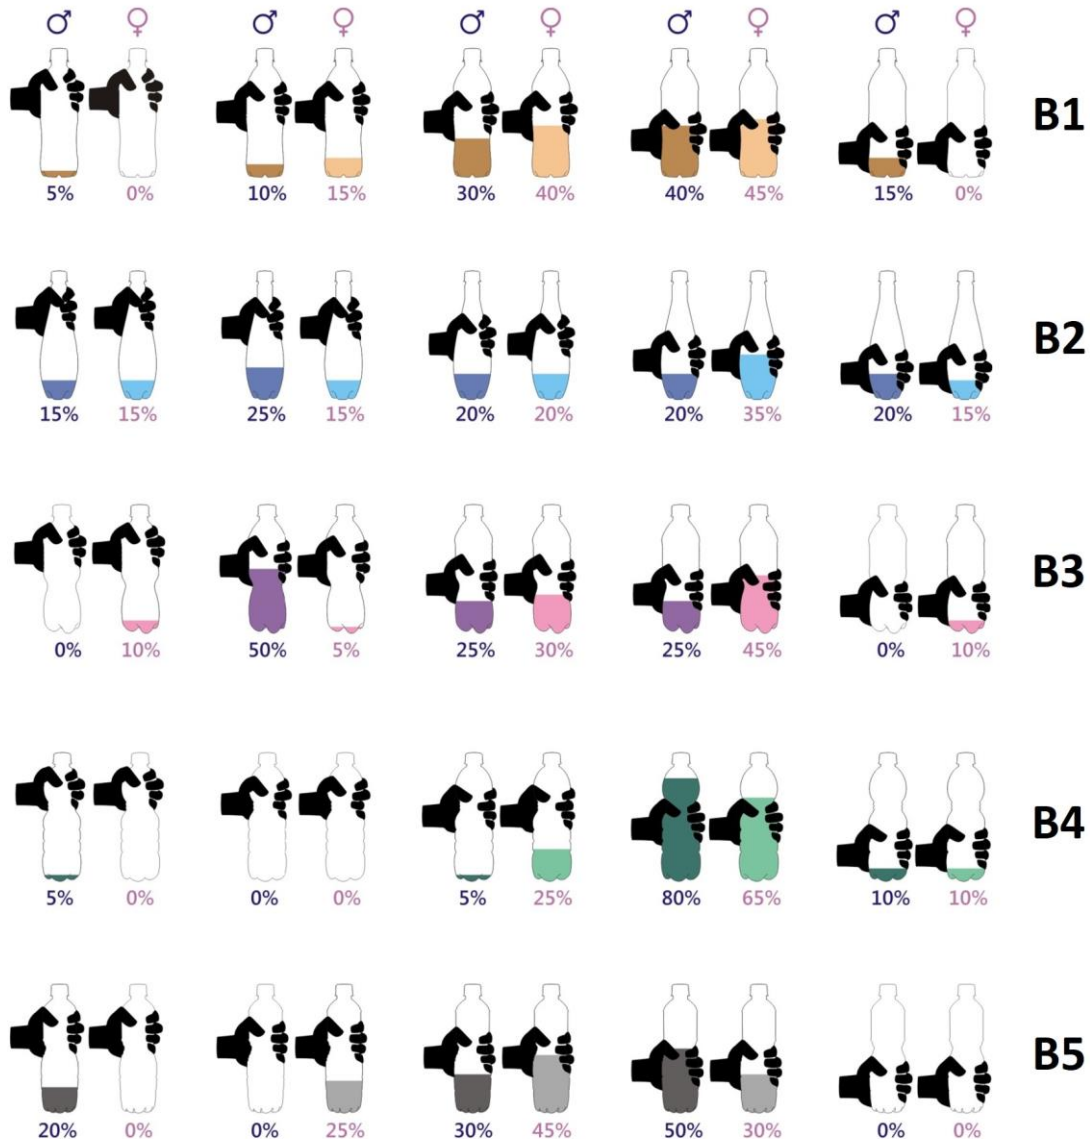 ♂ ♀ ♂ ♀ ♂ ♀ ♂ ♀ ♂ ♀
B1
5% 0% 10% 15% 30% 40% 40% 45% 15% 0%
B2
15% 15% 25% 15% 20% 20% 20% 35% 20% 15%
B3
0% 10% 50% 5% 25% 30% 25% 45% 0% 10%
B4
5% 0% 0% 0% 5% 25% 80% 65% 10% 10%
B5
20% 0% 0% 25% 30% 45% 50% 30% 0% 0%